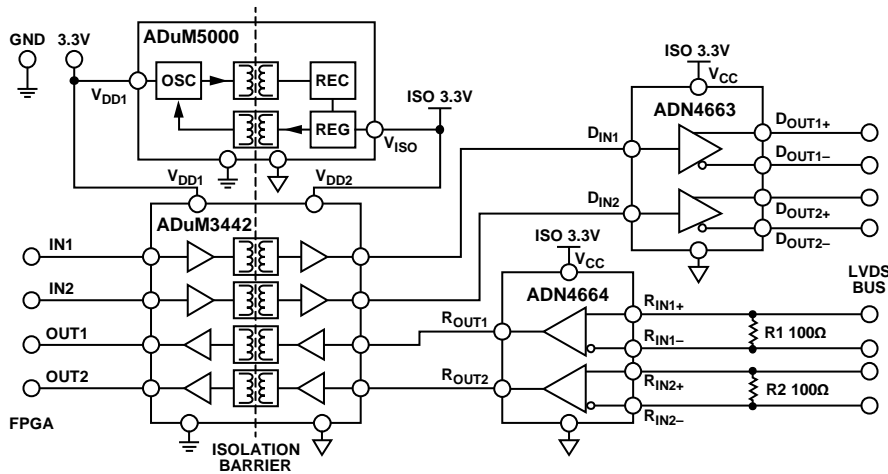 GND
3.3V
ADuM5000
OSC
REC
REG
VDD1
VISO
ISO 3.3V
VDD1
VDD2
ADuM3442
IN1
IN2
OUT1
OUT2
FPGA
ISOLATION
BARRIER
ISO 3.3V
VCC
ADN4663
DIN1
DIN2
DOUT1+
DOUT1–
DOUT2+
DOUT2–
ISO 3.3V
VCC
ADN4664
ROUT1
ROUT2
RIN1+
RIN1–
RIN2+
RIN2–
R1 100Ω
R2 100Ω
LVDS
BUS